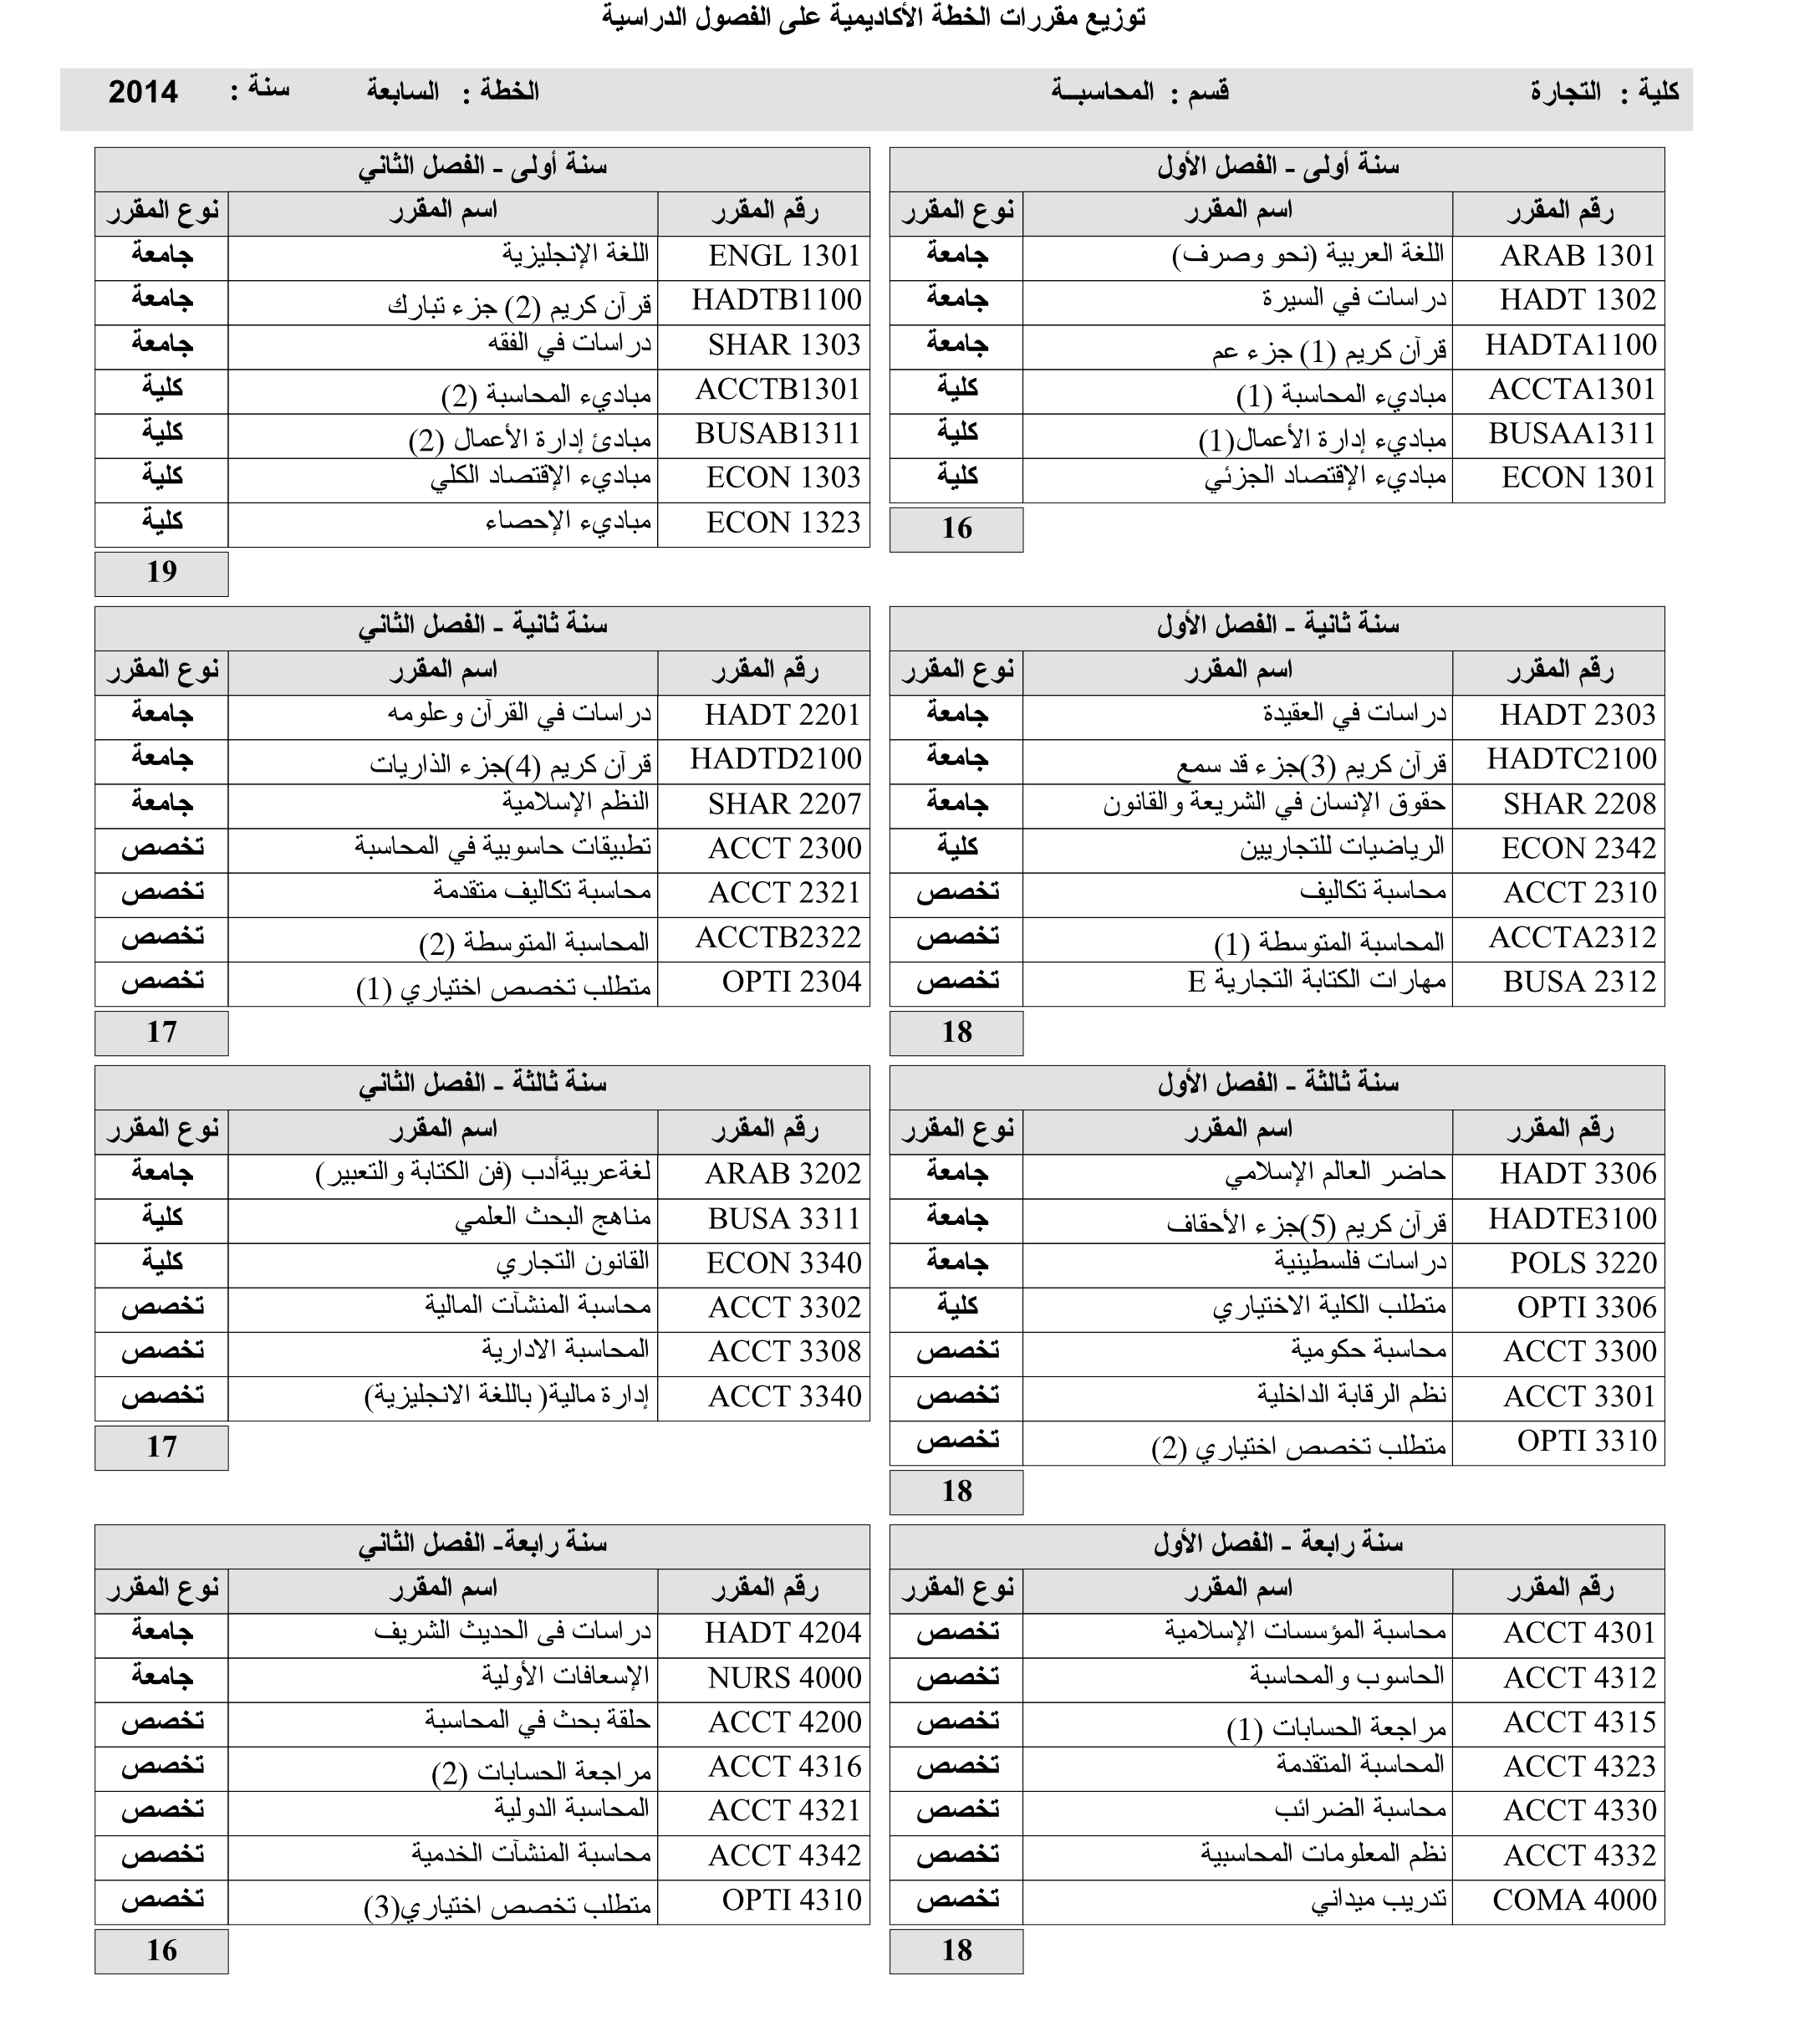 توزيع مقررات الخطة الأكاديمية على الفصول الدراسية
كلية : التجارة قسم : المحاسبــة الخطة : السابعة سنة : 2014
سنة أولى - الفصل الأول
رقم المقرر اسم المقرر نوع المقرر
ARAB 1301 اللغة العربية (نحو وصرف) جامعة
HADT 1302 دراسات في السيرة جامعة
HADTA1100 قرآن كريم (1) جزء عم جامعة
ACCTA1301 مباديء المحاسبة (1) كلية
BUSAA1311 مباديء إدارة الأعمال(1) كلية
ECON 1301 مباديء الإقتصاد الجزئي كلية
16
سنة أولى - الفصل الثاني
رقم المقرر اسم المقرر نوع المقرر
ENGL 1301 اللغة الإنجليزية جامعة
HADTB1100 قرآن كريم (2) جزء تبارك جامعة
SHAR 1303 دراسات في الفقه جامعة
ACCTB1301 مباديء المحاسبة (2) كلية
BUSAB1311 مبادئ إدارة الأعمال (2) كلية
ECON 1303 مباديء الإقتصاد الكلي كلية
ECON 1323 مباديء الإحصاء كلية
19
سنة ثانية - الفصل الأول
رقم المقرر اسم المقرر نوع المقرر
HADT 2303 دراسات في العقيدة جامعة
HADTC2100 قرآن كريم (3)جزء قد سمع جامعة
SHAR 2208 حقوق الإنسان في الشريعة والقانون جامعة
ECON 2342 الرياضيات للتجاريين كلية
ACCT 2310 محاسبة تكاليف تخصص
ACCTA2312 المحاسبة المتوسطة (1) تخصص
BUSA 2312 مهارات الكتابة التجارية E تخصص
18
سنة ثانية - الفصل الثاني
رقم المقرر اسم المقرر نوع المقرر
HADT 2201 دراسات في القرآن وعلومه جامعة
HADTD2100 قرآن كريم (4)جزء الذاريات جامعة
SHAR 2207 النظم الإسلامية جامعة
ACCT 2300 تطبيقات حاسوبية في المحاسبة تخصص
ACCT 2321 محاسبة تكاليف متقدمة تخصص
ACCTB2322 المحاسبة المتوسطة (2) تخصص
OPTI 2304 متطلب تخصص اختياري (1) تخصص
17
سنة ثالثة - الفصل الأول
رقم المقرر اسم المقرر نوع المقرر
HADT 3306 حاضر العالم الإسلامي جامعة
HADTE3100 قرآن كريم (5)جزء الأحقاف جامعة
POLS 3220 دراسات فلسطينية جامعة
OPTI 3306 متطلب الكلية الاختياري كلية
ACCT 3300 محاسبة حكومية تخصص
ACCT 3301 نظم الرقابة الداخلية تخصص
OPTI 3310 متطلب تخصص اختياري (2) تخصص
18
سنة ثالثة - الفصل الثاني
رقم المقرر اسم المقرر نوع المقرر
ARAB 3202 لغةعربيةأدب (فن الكتابة والتعبير) جامعة
BUSA 3311 مناهج البحث العلمي كلية
ECON 3340 القانون التجاري كلية
ACCT 3302 محاسبة المنشآت المالية تخصص
ACCT 3308 المحاسبة الادارية تخصص
ACCT 3340 إدارة مالية( باللغة الانجليزية) تخصص
17
سنة رابعة - الفصل الأول
رقم المقرر اسم المقرر نوع المقرر
ACCT 4301 محاسبة المؤسسات الإسلامية تخصص
ACCT 4312 الحاسوب والمحاسبة تخصص
ACCT 4315 مراجعة الحسابات (1) تخصص
ACCT 4323 المحاسبة المتقدمة تخصص
ACCT 4330 محاسبة الضرائب تخصص
ACCT 4332 نظم المعلومات المحاسبية تخصص
COMA 4000 تدريب ميداني تخصص
18
سنة رابعة- الفصل الثاني
رقم المقرر اسم المقرر نوع المقرر
HADT 4204 دراسات فى الحديث الشريف جامعة
NURS 4000 الإسعافات الأولية جامعة
ACCT 4200 حلقة بحث في المحاسبة تخصص
ACCT 4316 مراجعة الحسابات (2) تخصص
ACCT 4321 المحاسبة الدولية تخصص
ACCT 4342 محاسبة المنشآت الخدمية تخصص
OPTI 4310 متطلب تخصص اختياري(3) تخصص
16